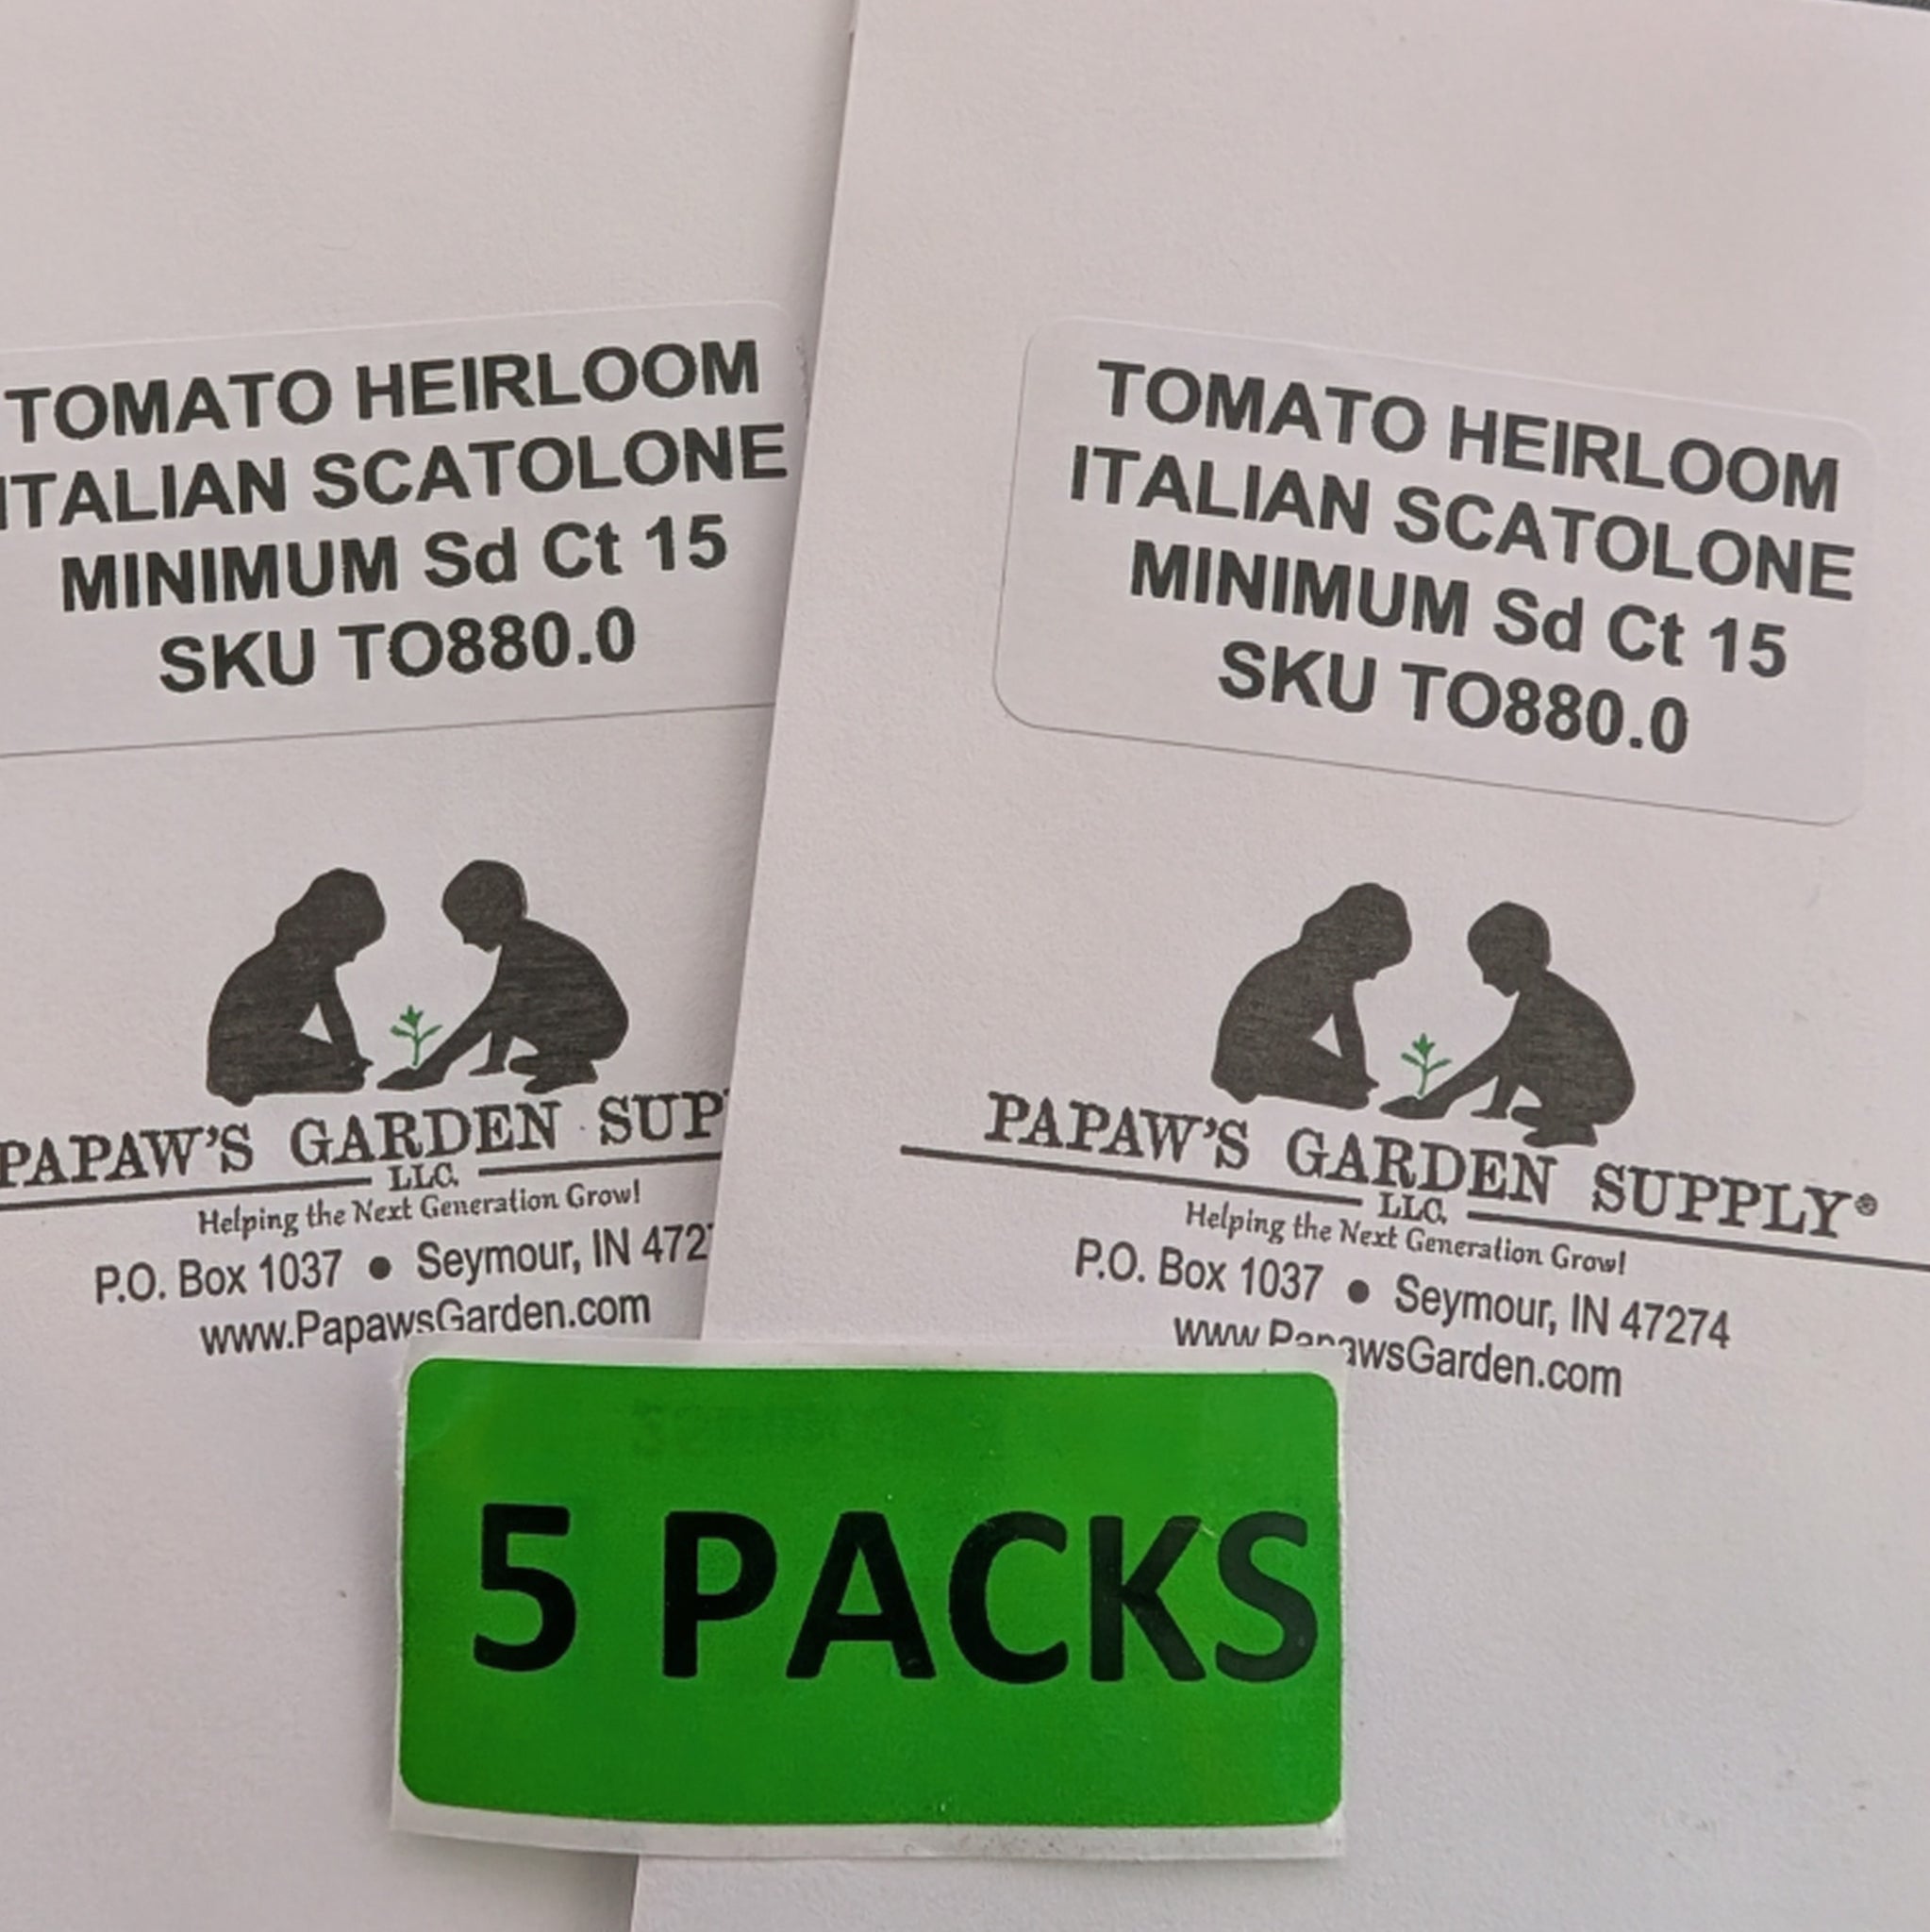 TOMATO HEIRLOOM
ITALIAN SCATOLONE
MINIMUM Sd Ct 15
SKU TO880.0
PAPAW'S GARDEN
LLC.
Helping the Next Generation Grow!
P.O. Box 1037 • Seymour, IN
www.PapawsGarden.com
TOMATO HEIRLOOM
ITALIAN SCATOLONE
MINIMUM Sd Ct 15
SKU TO880.0
PAPAW'S GARDEN SUPPLY®
LLC.
Helping the Next Generation Grow!
P.O. Box 1037 • Seymour, IN 47274
www.PapawsGarden.com
5 PACKS